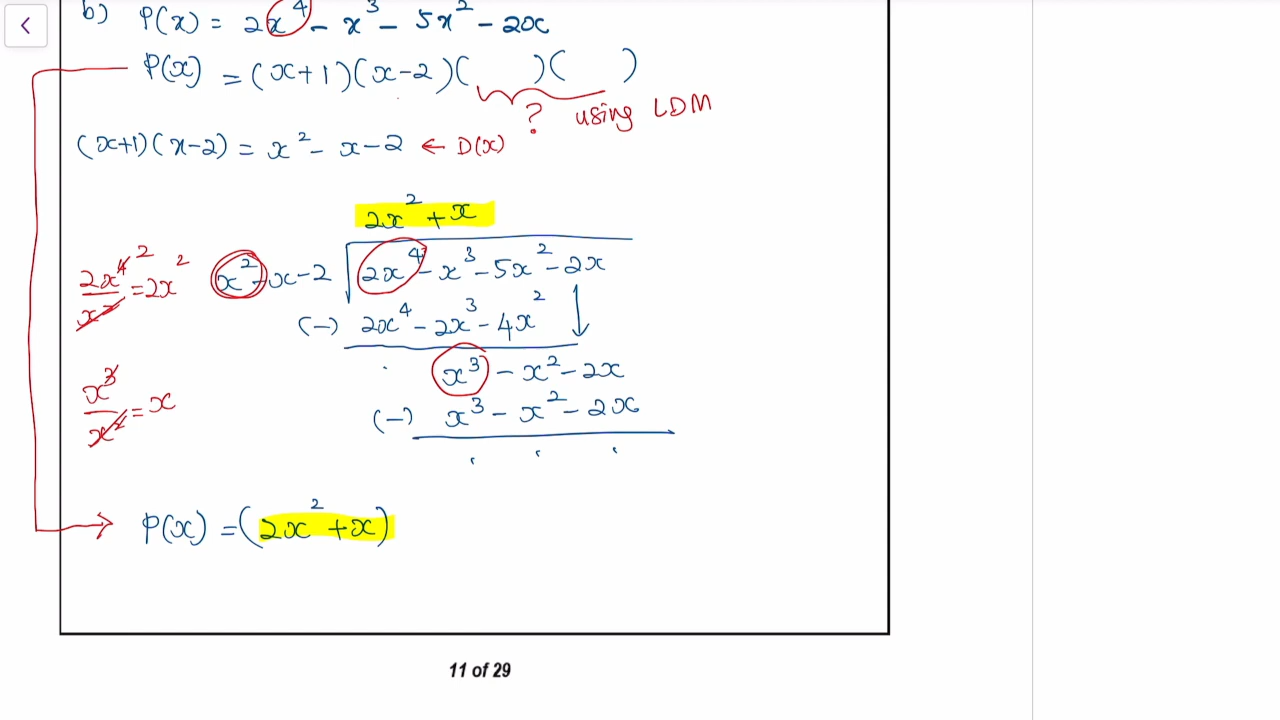 b) P(x) = 2x⁴ - x³ - 5x² - 2x
P(x) = (x+1)(x-2)( )( )
? using LDM
(x+1)(x-2) = x² - x - 2 ← D(x)
2x² + x
2x⁴/x² = 2x² x² - x - 2 √ 2x⁴ - x³ - 5x² - 2x
(-) 2x⁴ - 2x³ - 4x² ↓
x³ - x² - 2x
x³/x² = x (-) x³ - x² - 2x
→ P(x) = (2x² + x)
11 of 29